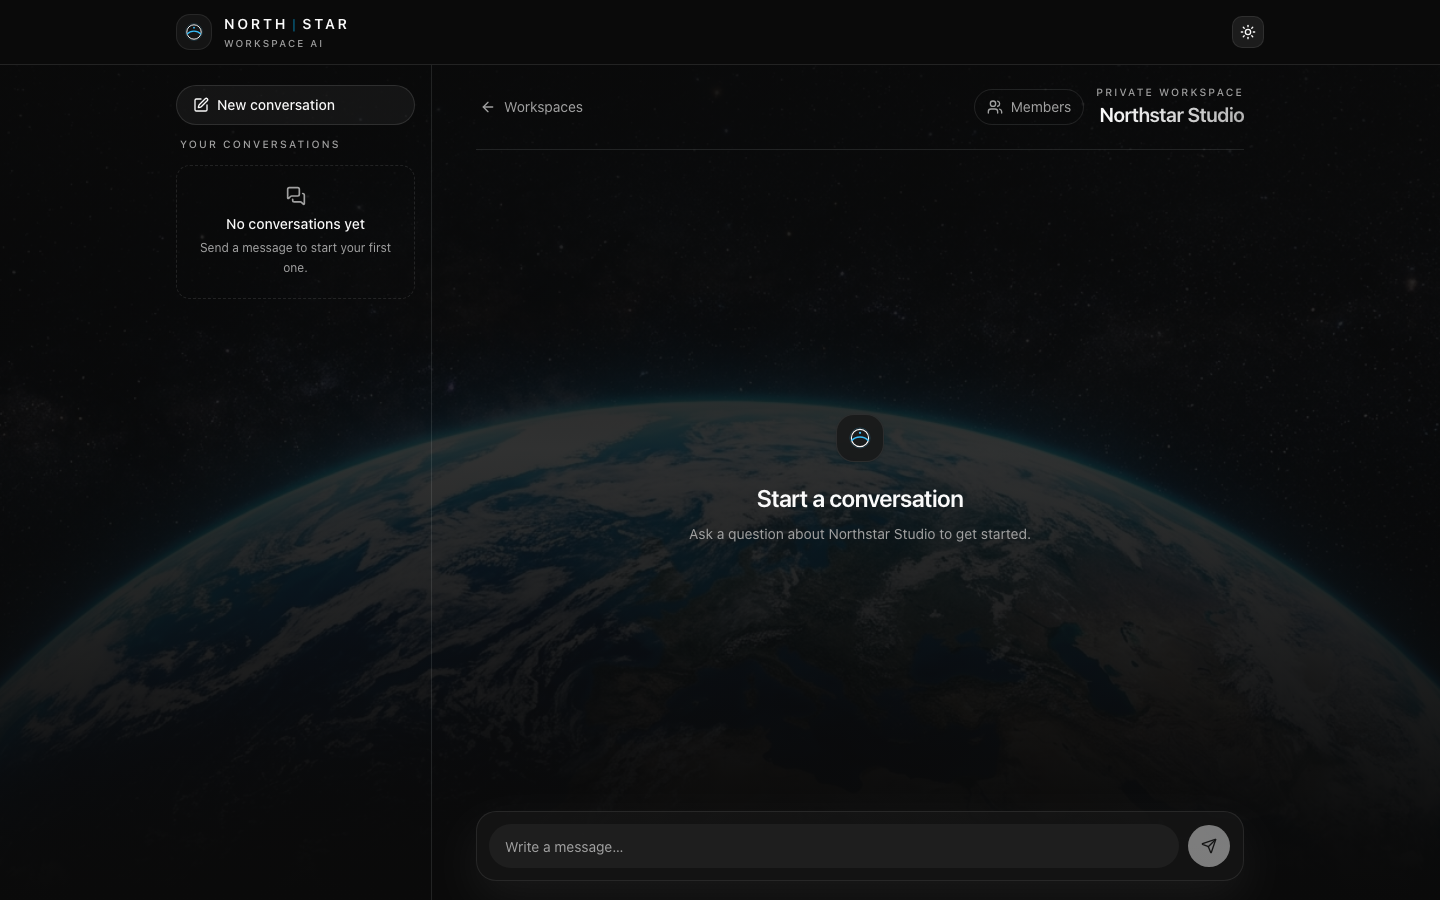 NORTH | STAR
WORKSPACE AI
New conversation
YOUR CONVERSATIONS
No conversations yet
Send a message to start your first
one.
Workspaces
Members
PRIVATE WORKSPACE
Northstar Studio
Start a conversation
Ask a question about Northstar Studio to get started.
Write a message...